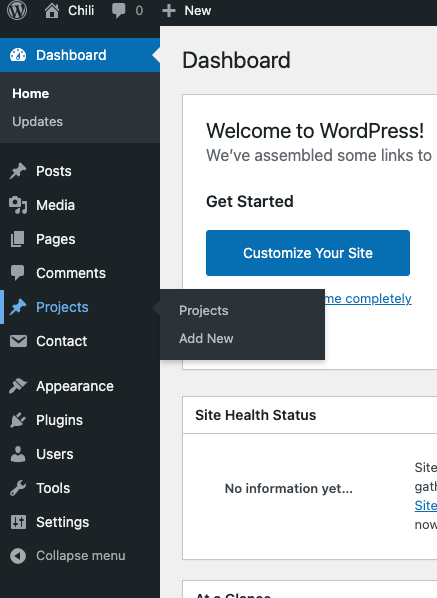 Chili 0 New
Dashboard
Home
Updates
Posts
Media
Pages
Comments
Projects
Contact
Appearance
Plugins
Users
Tools
Settings
Collapse menu
Projects
Add New
Dashboard
Welcome to WordPress!
We've assembled some links to
Get Started
Customize Your Site
me completely
Site Health Status
No information yet...
Site
gath
Site
now
At a Glance